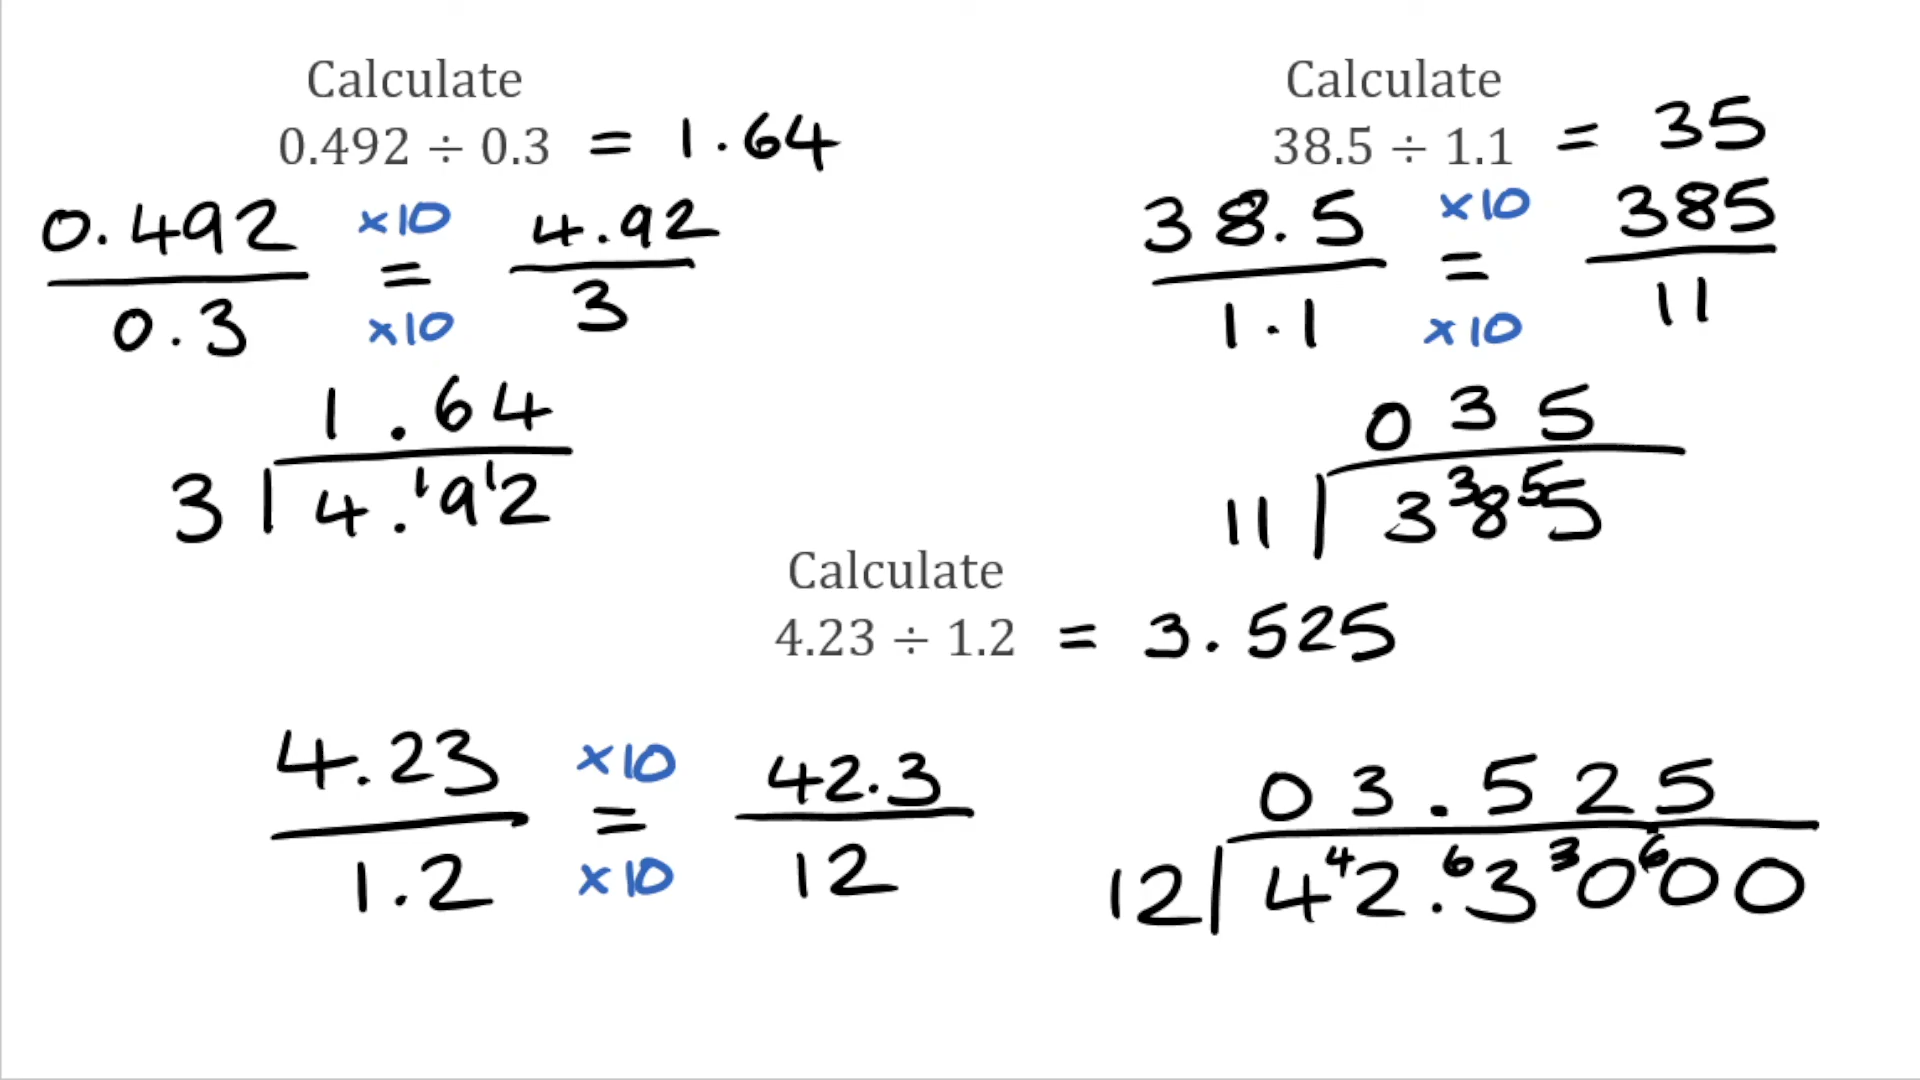 Calculate
0.492 ÷ 0.3 = 1.64
0.492 ×10 4.92
=
0.3 ×10 3
1.64
3 4.¹9¹2
Calculate
38.5 ÷ 1.1 = 35
38.5 ×10 385
=
1.1 ×10 11
035
11 3³8⁵5
Calculate
4.23 ÷ 1.2 = 3.525
4.23 ×10 42.3
=
1.2 ×10 12
03.525
12 4⁴2.⁶3³0⁶00